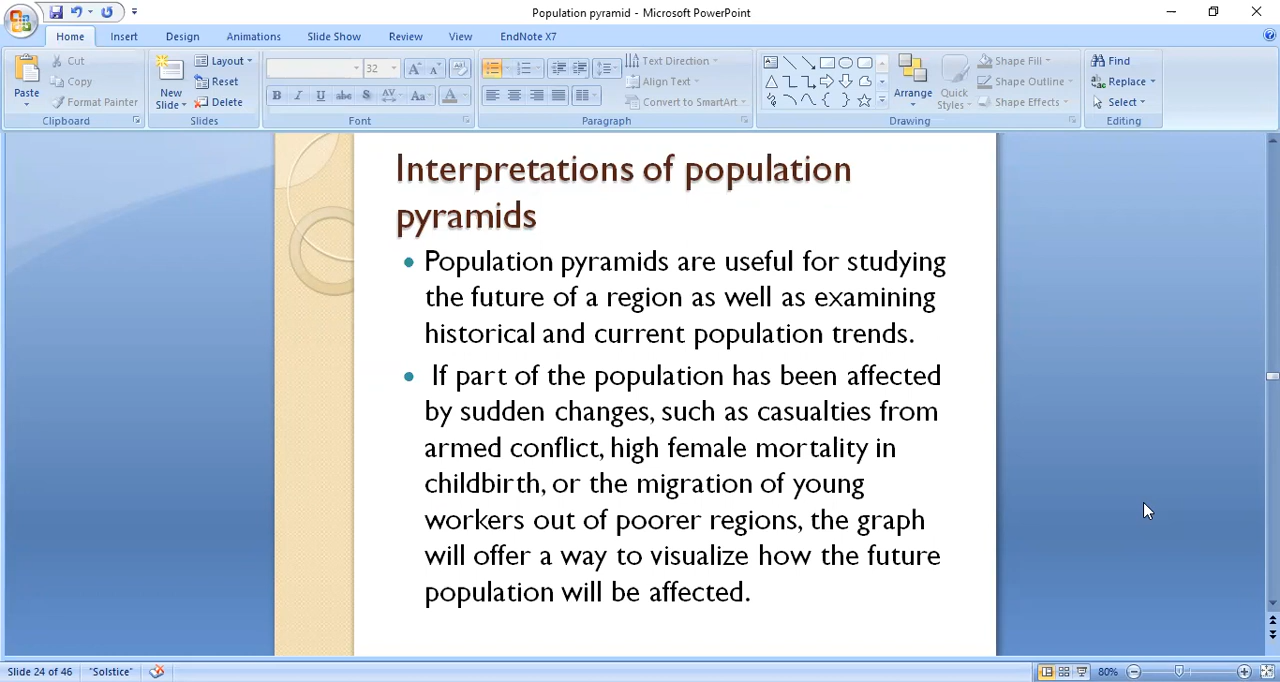 Population pyramid - Microsoft PowerPoint
Home Insert Design Animations Slide Show Review View EndNote X7
Cut
Copy
Format Painter
Paste
Clipboard
New
Slide
Layout
Reset
Delete
Slides
32
B I U abc S AV Aa A
Font
Text Direction
Align Text
Convert to SmartArt
Paragraph
Arrange
Quick
Styles
Shape Fill
Shape Outline
Shape Effects
Drawing
Find
Replace
Select
Editing
Interpretations of population
pyramids
• Population pyramids are useful for studying
the future of a region as well as examining
historical and current population trends.
• If part of the population has been affected
by sudden changes, such as casualties from
armed conflict, high female mortality in
childbirth, or the migration of young
workers out of poorer regions, the graph
will offer a way to visualize how the future
population will be affected.
Slide 24 of 46 "Solstice" 80%